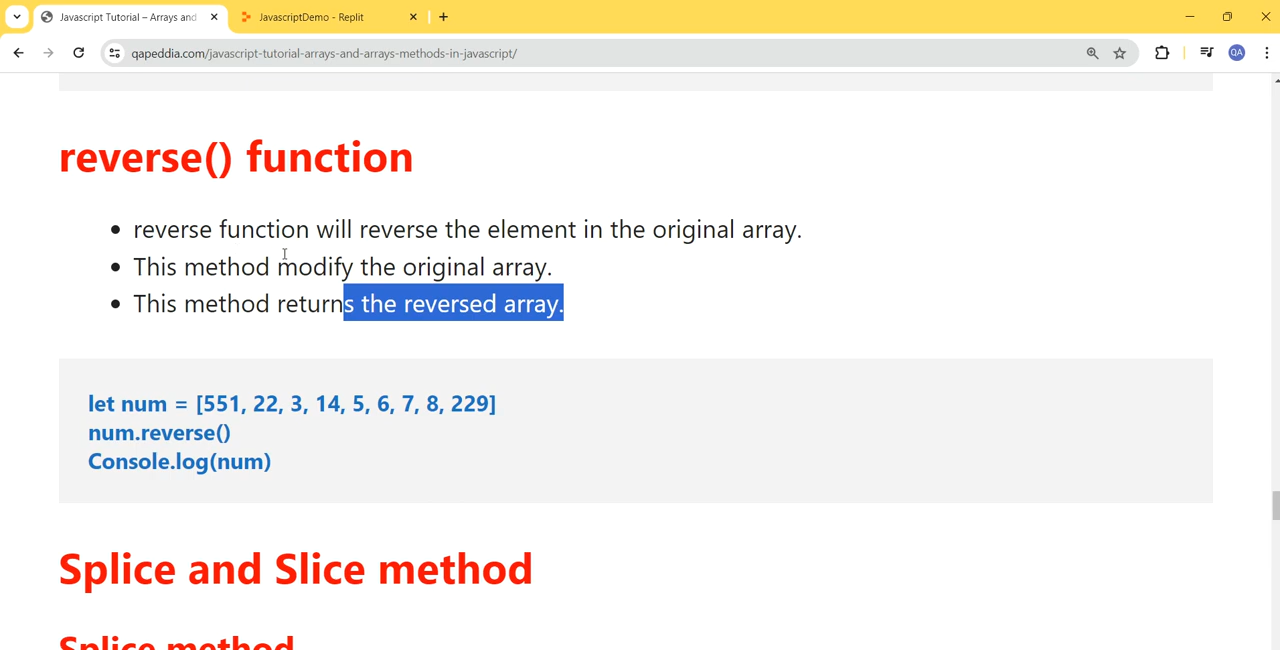 Javascript Tutorial – Arrays and
JavascriptDemo - Replit
qapeddia.com/javascript-tutorial-arrays-and-arrays-methods-in-javascript/
QA
reverse() function
reverse function will reverse the element in the original array.
This method modify the original array.
This method returns the reversed array.
let num = [551, 22, 3, 14, 5, 6, 7, 8, 229]
num.reverse()
Console.log(num)
Splice and Slice method
Splice method